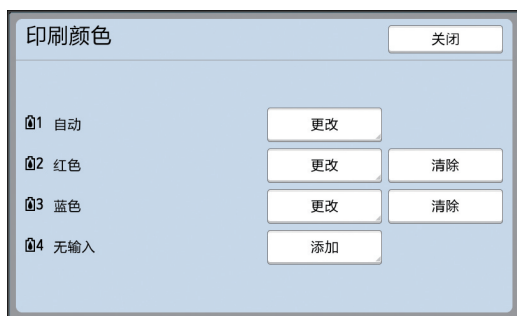 印刷颜色 关闭
1 自动 更改
2 红色 更改 清除
3 蓝色 更改 清除
4 无输入 添加